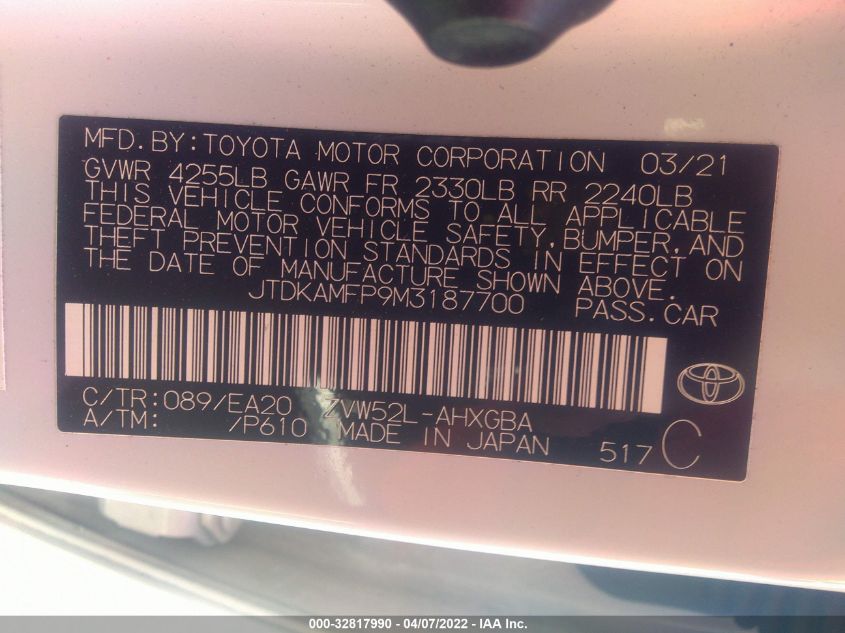 MFD.BY:TOYOTA MOTOR CORPORATION 03/21
GVWR 4255LB GAWR FR 2330LB RR 2240LB
THIS VEHICLE CONFORMS TO ALL APPLICABLE
FEDERAL MOTOR VEHICLE SAFETY,BUMPER,AND
THEFT PREVENTION STANDARDS IN EFFECT ON
THE DATE OF MANUFACTURE SHOWN ABOVE.
JTDKAMFP9M3187700 PASS.CAR
C/TR:089/EA20 ZVW52L-AHXGBA
A/TM: /P610 MADE IN JAPAN 517 C
000-32817990 - 04/07/2022 - IAA Inc.